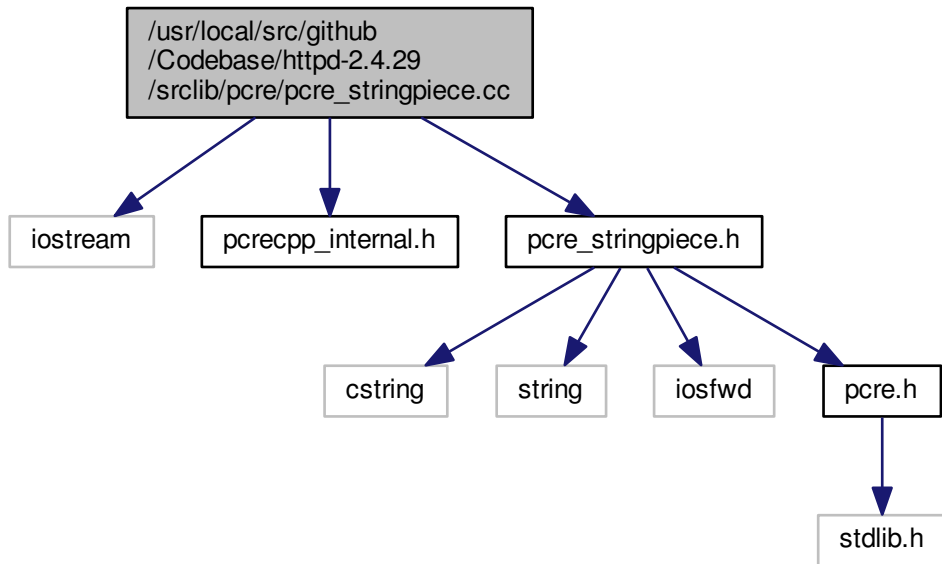 /usr/local/src/github
/Codebase/httpd-2.4.29
/srclib/pcre/pcre_stringpiece.cc
iostream
pcrecpp_internal.h
pcre_stringpiece.h
cstring
string
iosfwd
pcre.h
stdlib.h